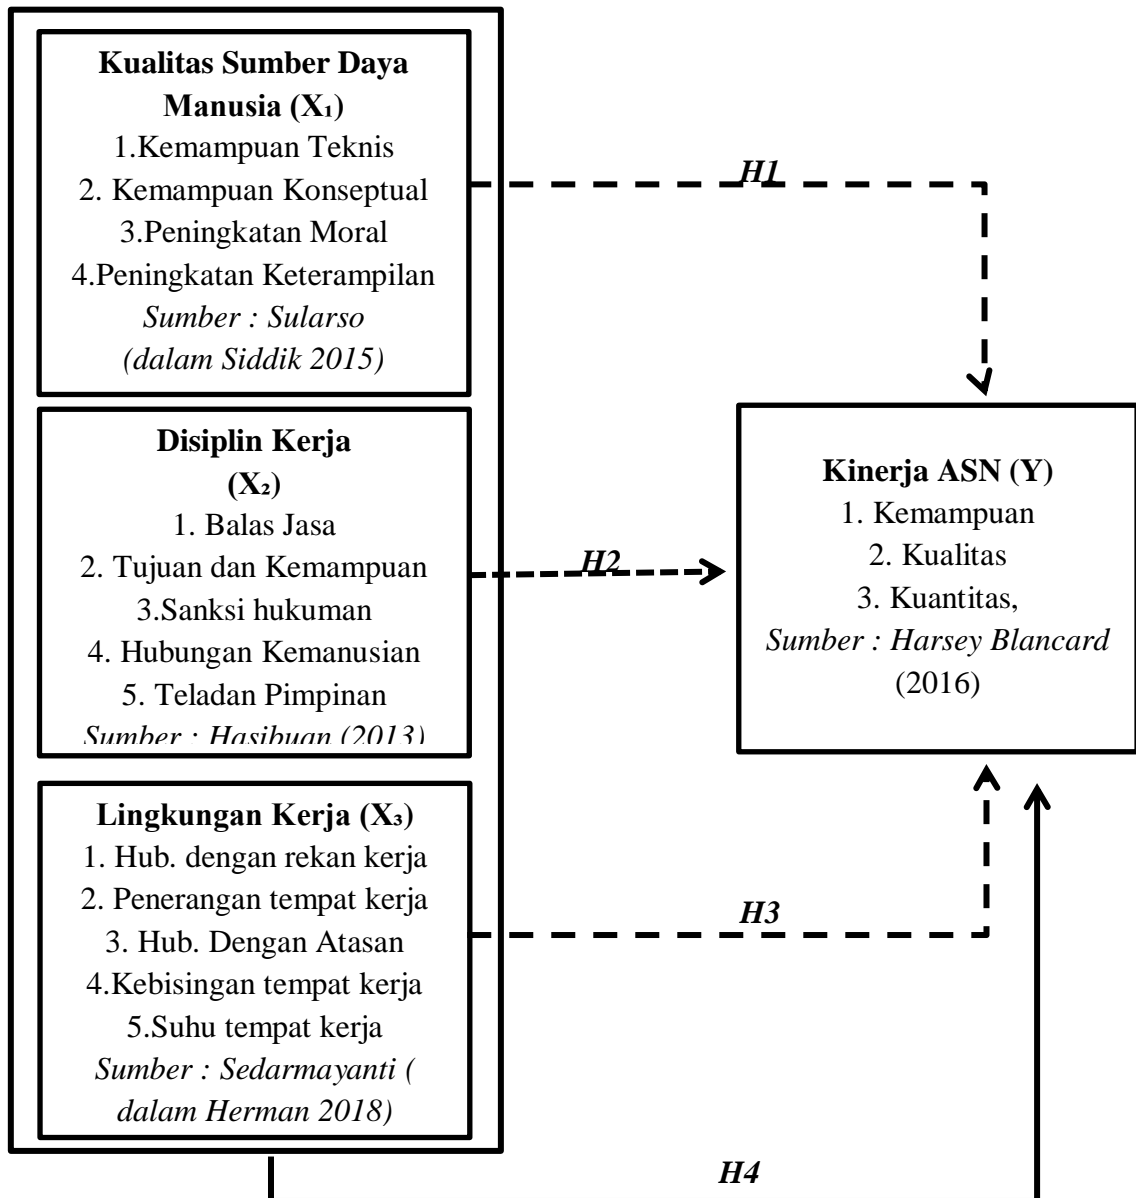 Kualitas Sumber Daya
Manusia (X₁)
1.Kemampuan Teknis
2. Kemampuan Konseptual
3.Peningkatan Moral
4.Peningkatan Keterampilan
Sumber : Sularso
(dalam Siddik 2015)
H1
Disiplin Kerja
(X₂)
1. Balas Jasa
2. Tujuan dan Kemampuan
3.Sanksi hukuman
4. Hubungan Kemanusian
5. Teladan Pimpinan
Sumber : Hasibuan (2013)
H2
Kinerja ASN (Y)
1. Kemampuan
2. Kualitas
3. Kuantitas,
Sumber : Harsey Blancard
(2016)
Lingkungan Kerja (X₃)
1. Hub. dengan rekan kerja
2. Penerangan tempat kerja
3. Hub. Dengan Atasan
4.Kebisingan tempat kerja
5.Suhu tempat kerja
Sumber : Sedarmayanti (
dalam Herman 2018)
H3
H4